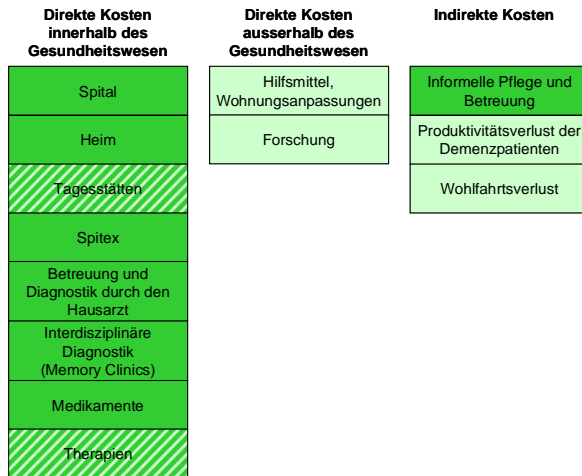 Direkte Kosten
innerhalb des
Gesundheitswesen
Spital
Heim
Tagesstätten
Spitex
Betreuung und
Diagnostik durch den
Hausarzt
Interdisziplinäre
Diagnostik
(Memory Clinics)
Medikamente
Therapien
Direkte Kosten
ausserhalb des
Gesundheitswesen
Hilfsmittel,
Wohnungsanpassungen
Forschung
Indirekte Kosten
Informelle Pflege und
Betreuung
Produktivitätsverlust der
Demenzpatienten
Wohlfahrtsverlust